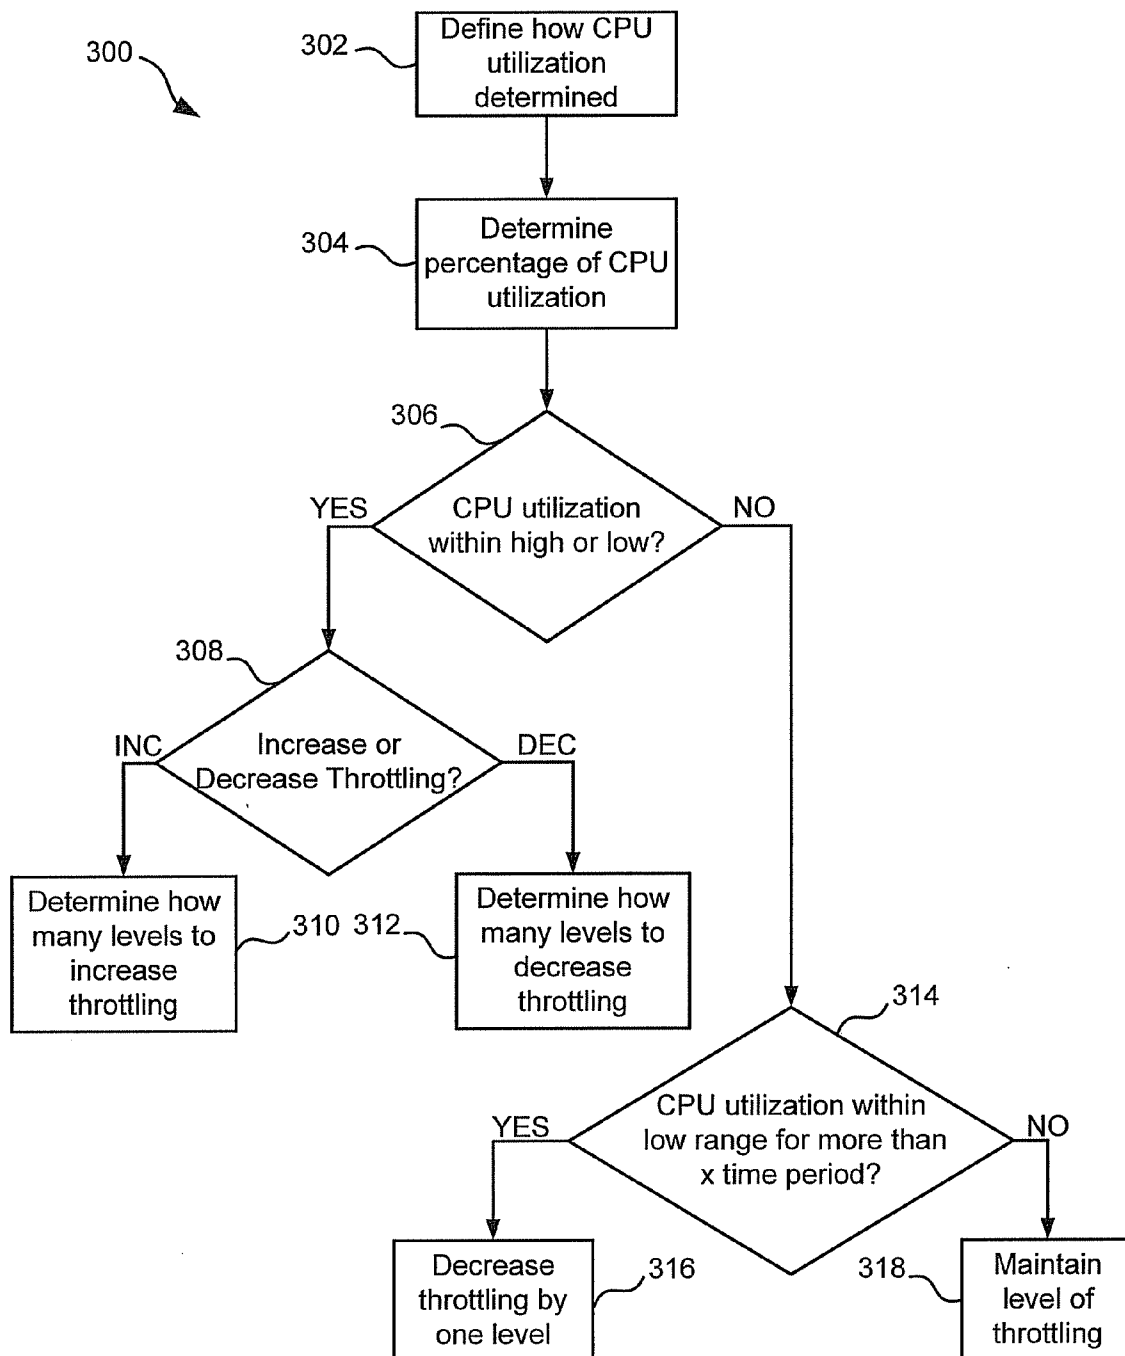 300
302
Define how CPU
utilization
determined
304
Determine
percentage of CPU
utilization
306
CPU utilization
within high or low?
YES
NO
308
Increase or
Decrease Throttling?
INC
DEC
Determine how
many levels to
increase
throttling
310
312
Determine how
many levels to
decrease
throttling
314
CPU utilization within
low range for more than
x time period?
YES
NO
Decrease
throttling by
one level
316
318
Maintain
level of
throttling